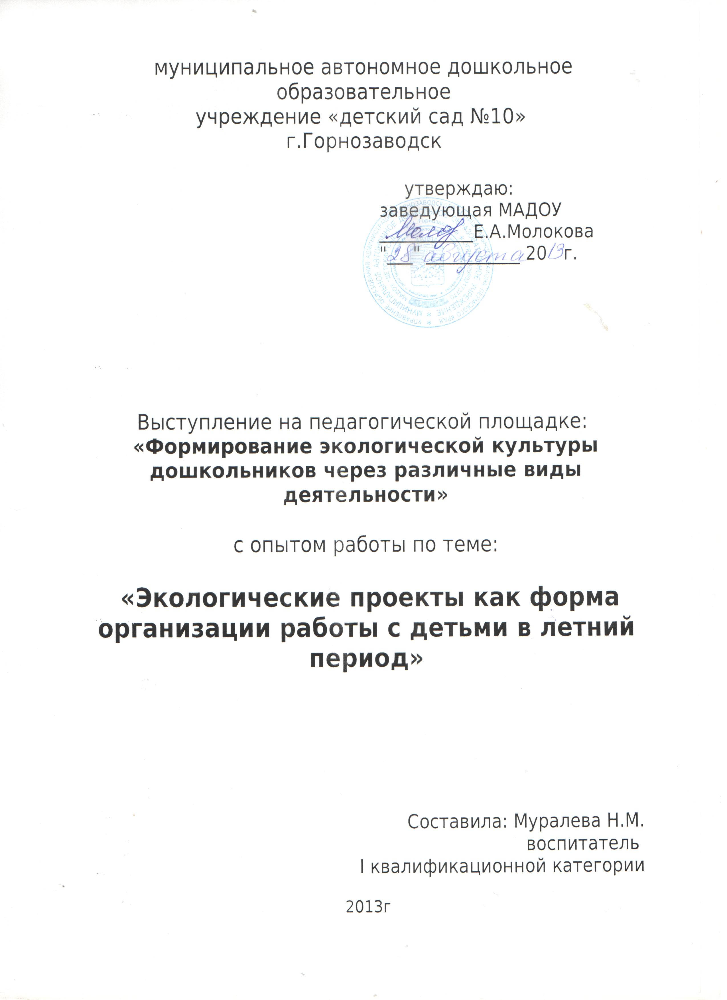 муниципальное автономное дошкольное
образовательное
учреждение «детский сад №10»
г.Горнозаводск
утверждаю:
заведующая МАДОУ
Е.А.Молокова
"28" августа 2013г.
Выступление на педагогической площадке:
«Формирование экологической культуры
дошкольников через различные виды
деятельности»
с опытом работы по теме:
«Экологические проекты как форма
организации работы с детьми в летний
период»
Составила: Муралева Н.М.
воспитатель
I квалификационной категории
2013г